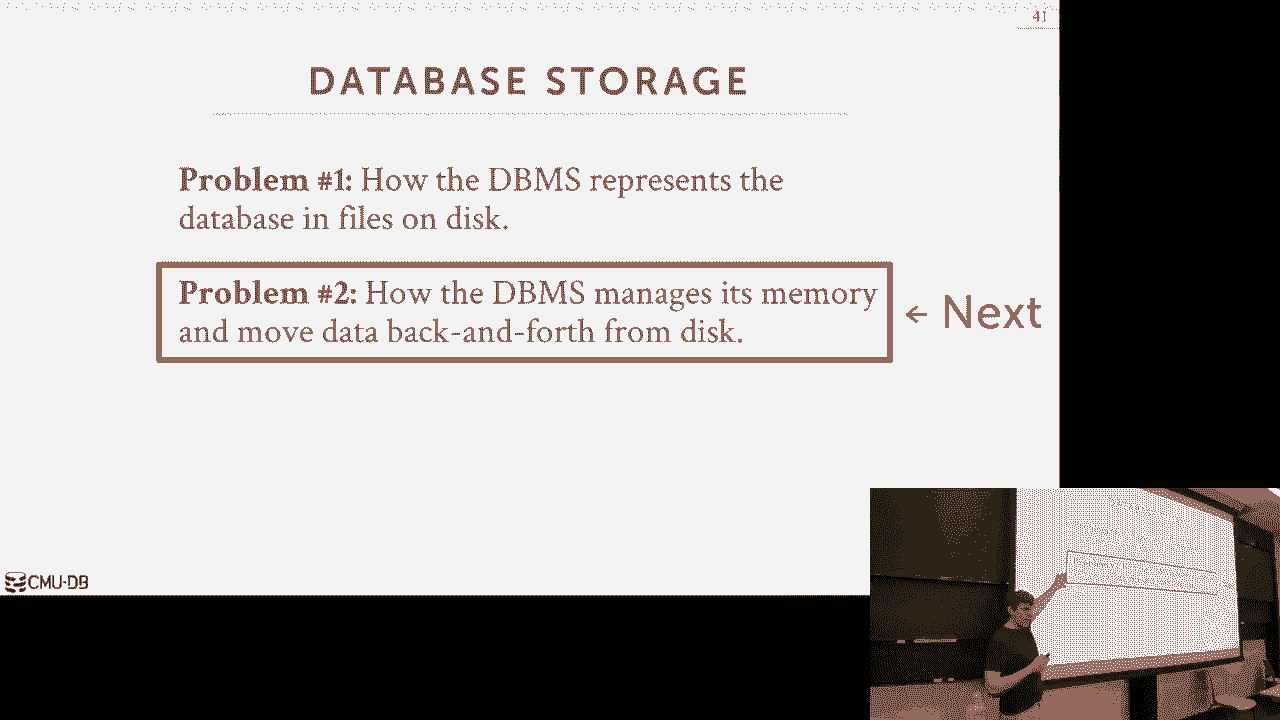 41
DATABASE STORAGE
Problem #1: How the DBMS represents the
database in files on disk.
Problem #2: How the DBMS manages its memory
and move data back-and-forth from disk.
← Next
CMU·DB